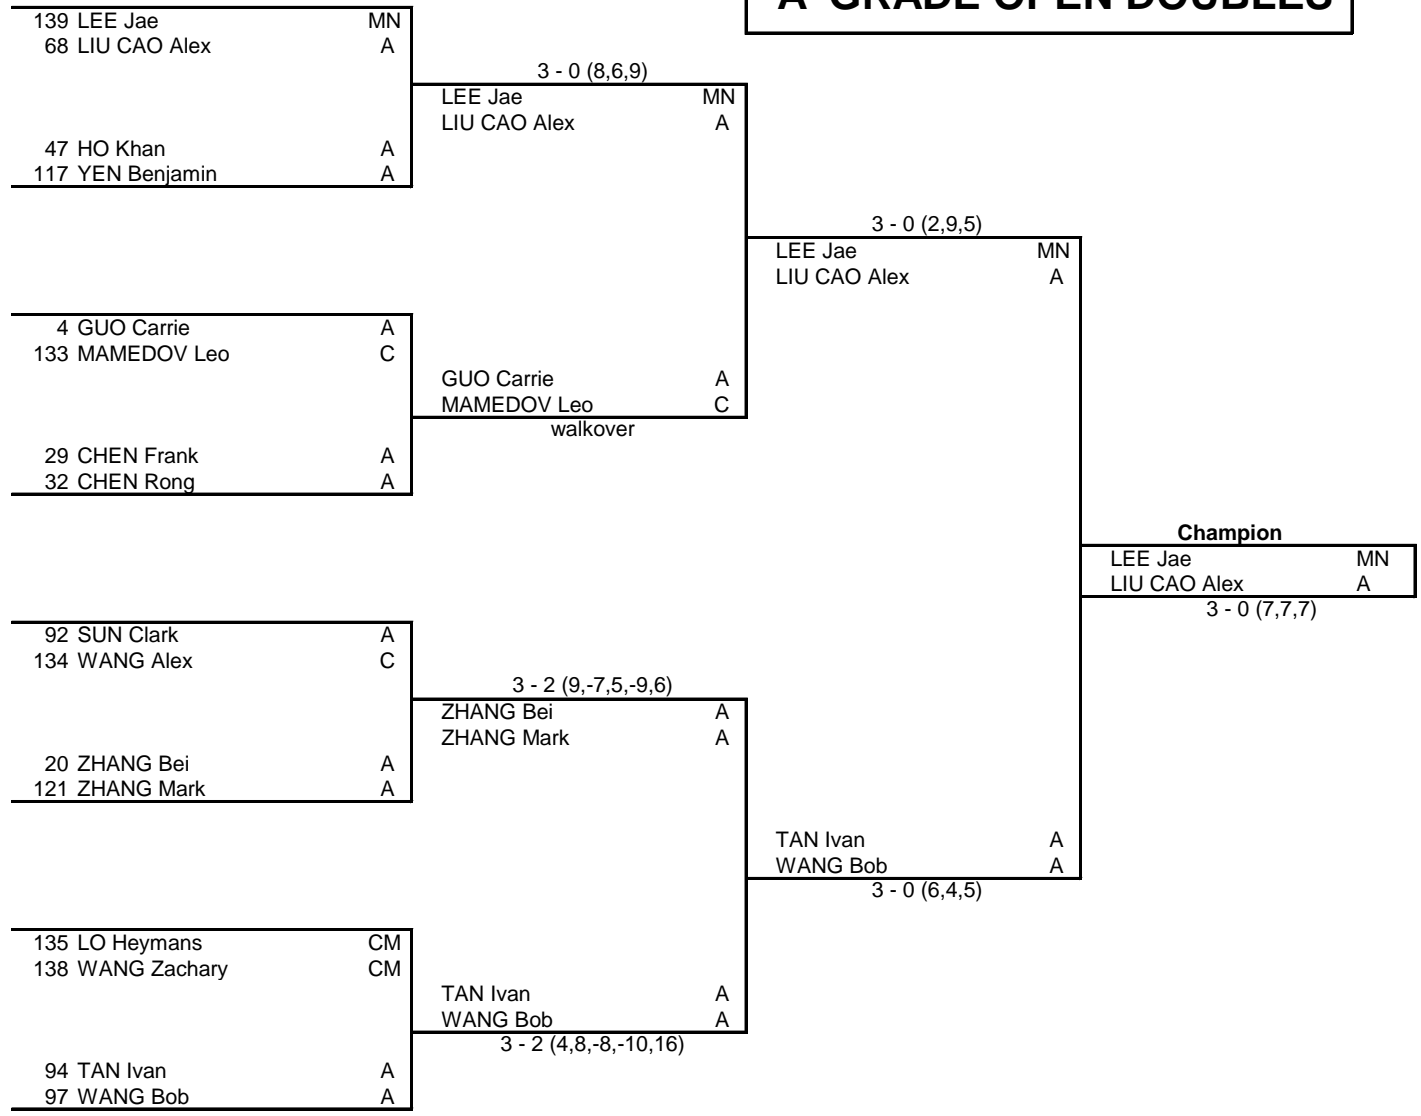 A GRADE OPEN DOUBLES
139 LEE Jae MN
68 LIU CAO Alex A
3 - 0 (8,6,9)
LEE Jae MN
LIU CAO Alex A
47 HO Khan A
117 YEN Benjamin A
3 - 0 (2,9,5)
LEE Jae MN
LIU CAO Alex A
4 GUO Carrie A
133 MAMEDOV Leo C
GUO Carrie A
MAMEDOV Leo C
walkover
29 CHEN Frank A
32 CHEN Rong A
Champion
LEE Jae MN
LIU CAO Alex A
3 - 0 (7,7,7)
92 SUN Clark A
134 WANG Alex C
3 - 2 (9,-7,5,-9,6)
ZHANG Bei A
ZHANG Mark A
20 ZHANG Bei A
121 ZHANG Mark A
TAN Ivan A
WANG Bob A
3 - 0 (6,4,5)
135 LO Heymans CM
138 WANG Zachary CM
TAN Ivan A
WANG Bob A
3 - 2 (4,8,-8,-10,16)
94 TAN Ivan A
97 WANG Bob A